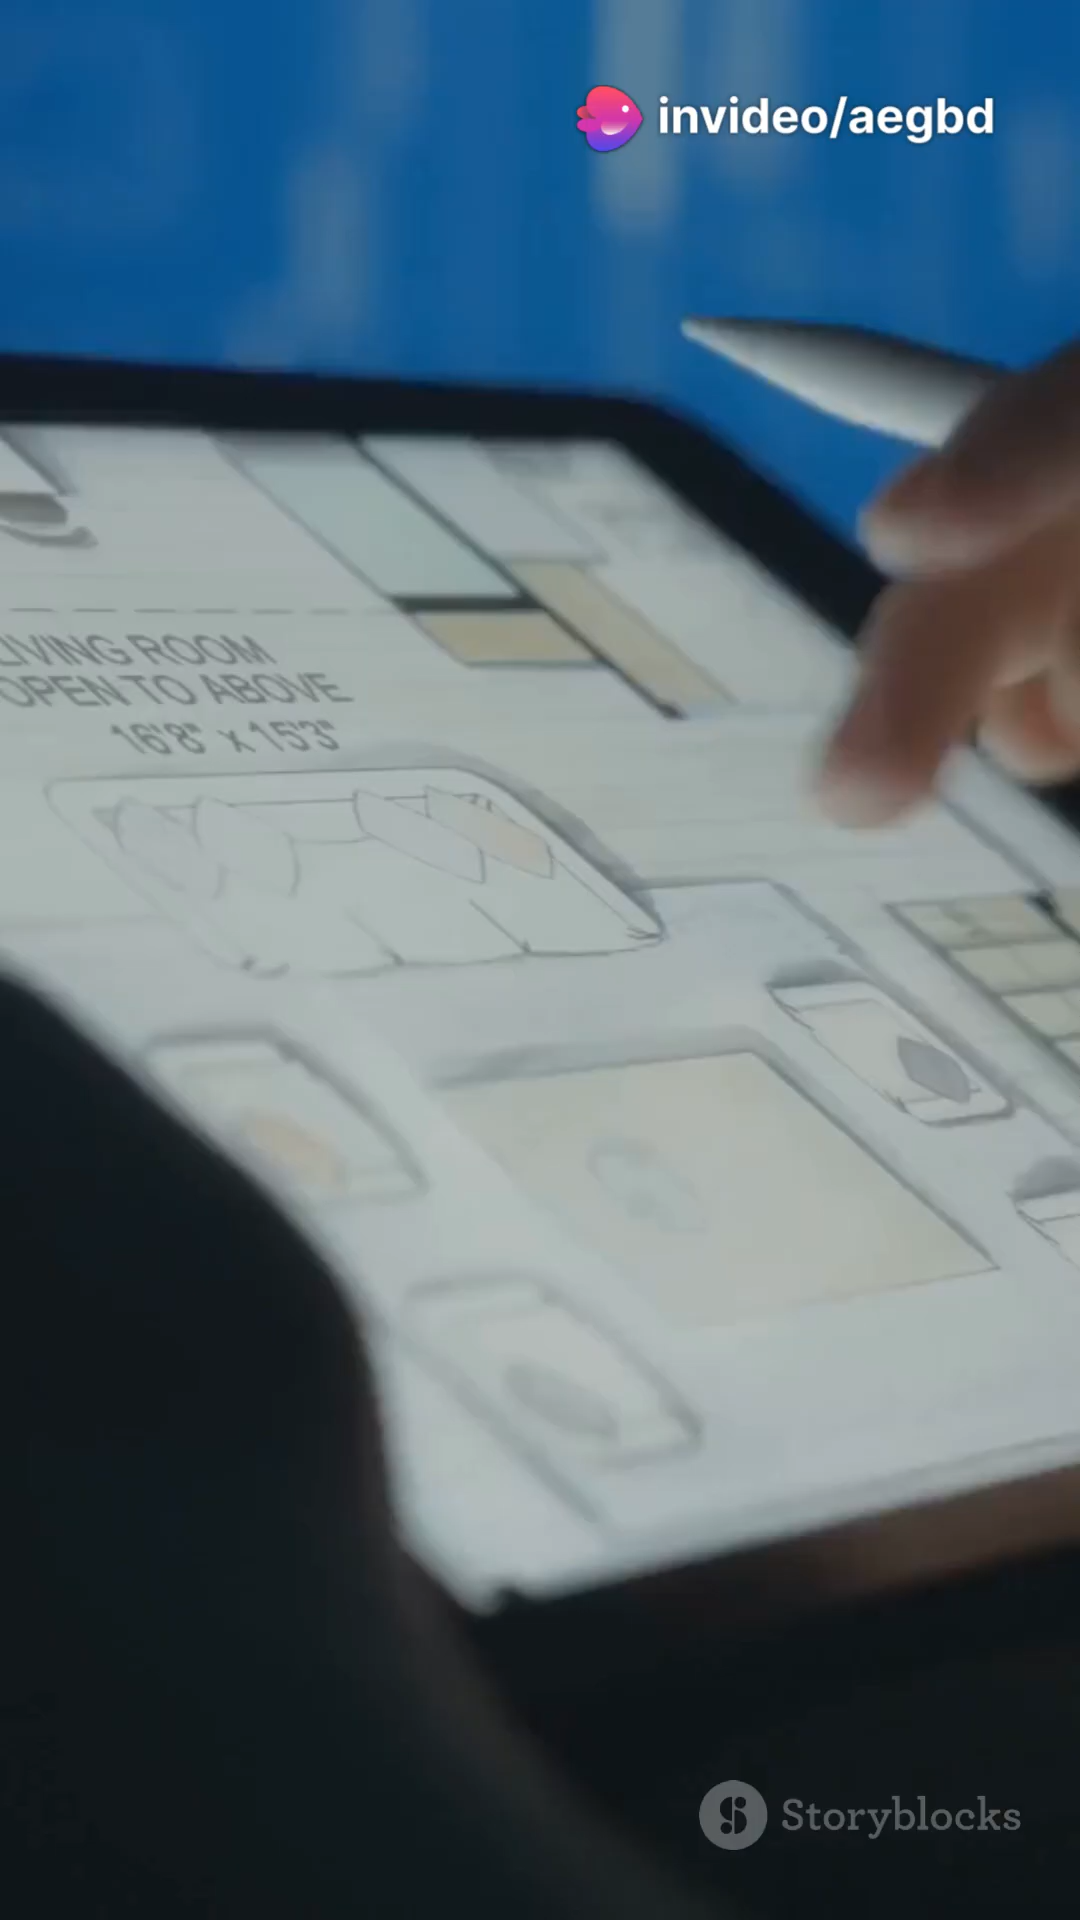 invideo/aegbd
LIVING ROOM
OPEN TO ABOVE
16'8" x 15'3"
Storyblocks